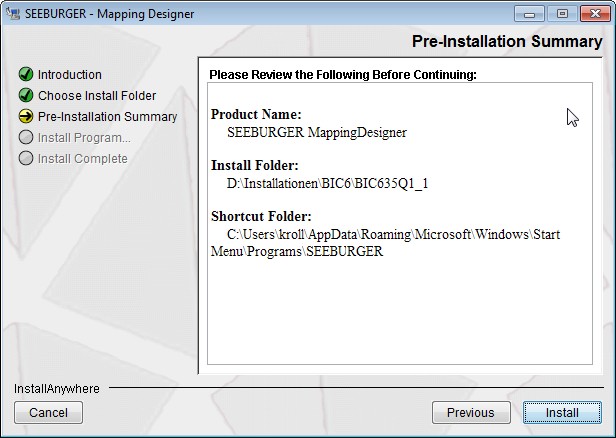 SEEBURGER - Mapping Designer
Pre-Installation Summary
Introduction
Choose Install Folder
Pre-Installation Summary
Install Program...
Install Complete
Please Review the Following Before Continuing:
Product Name:
SEEBURGER MappingDesigner
Install Folder:
D:\Installationen\BIC6\BIC635Q1_1
Shortcut Folder:
C:\Users\kroll\AppData\Roaming\Microsoft\Windows\Start
Menu\Programs\SEEBURGER
InstallAnywhere
Cancel
Previous
Install